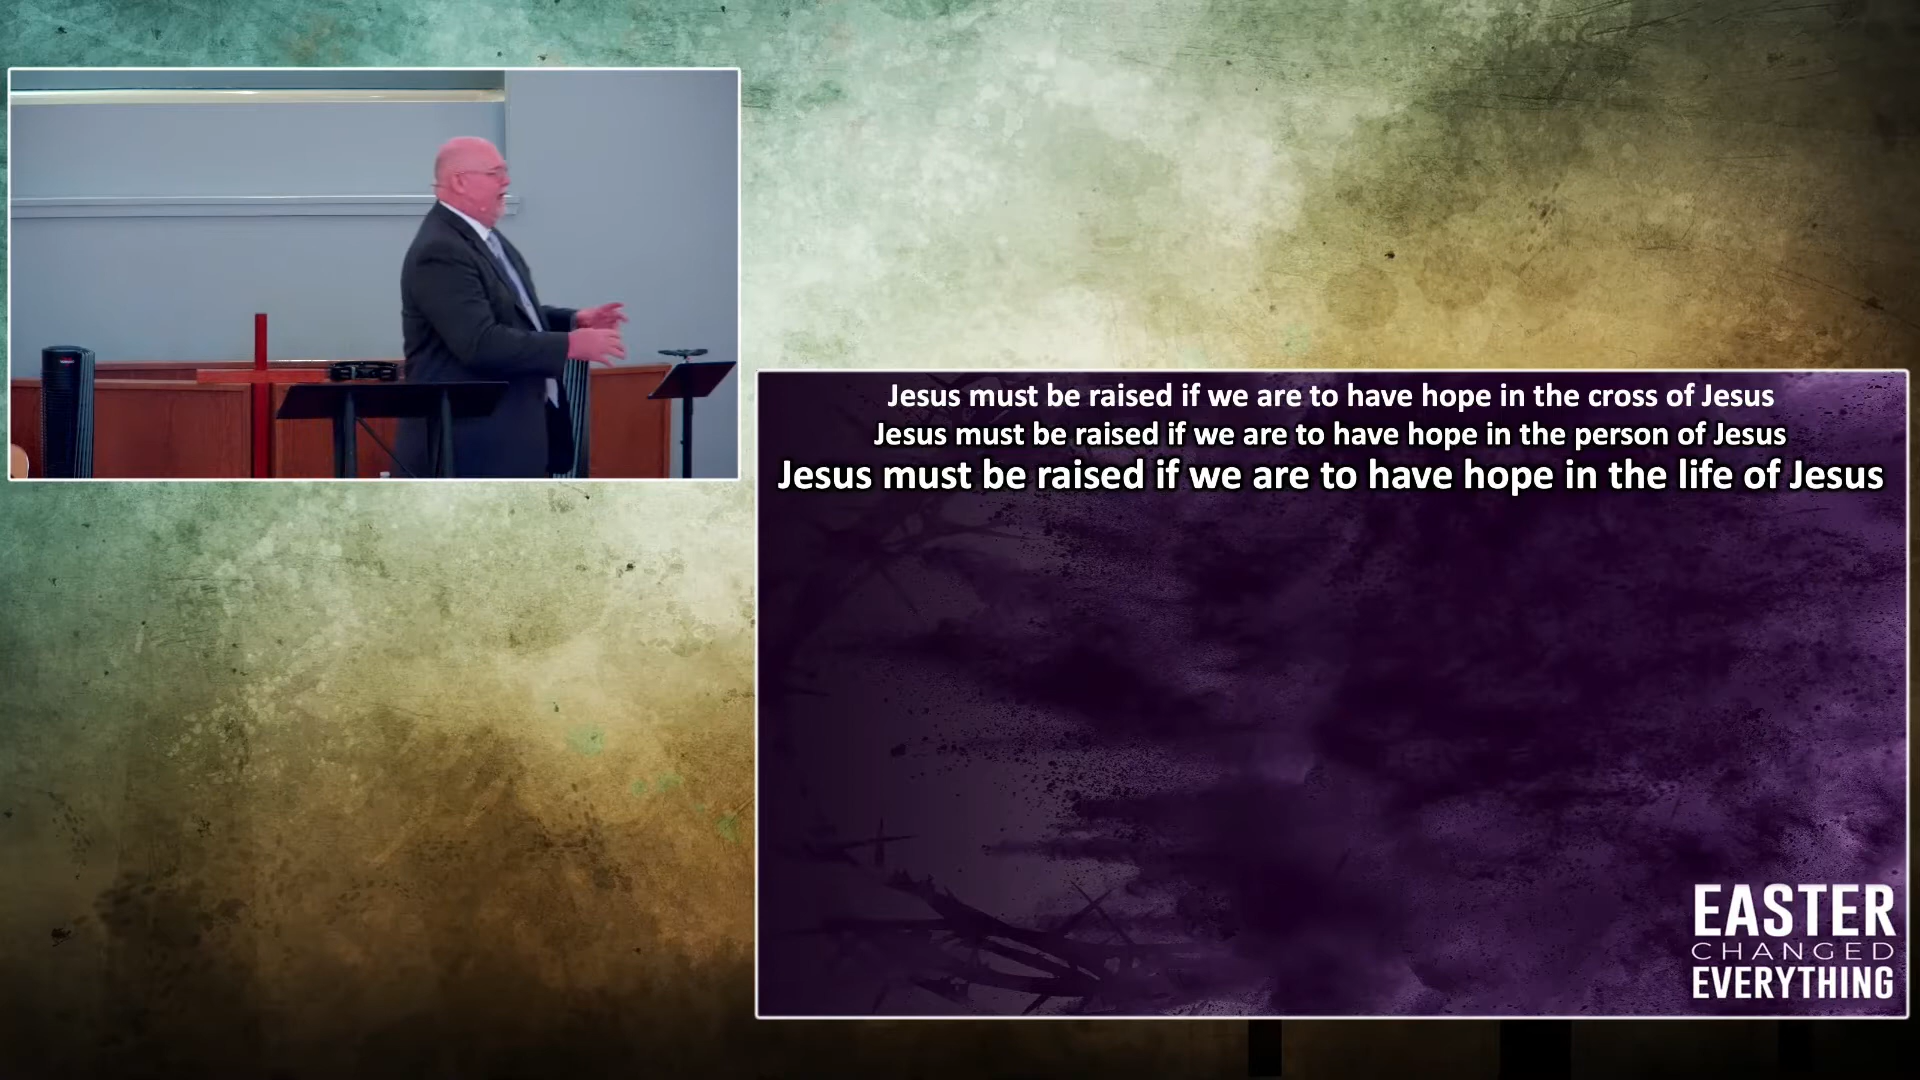 Jesus must be raised if we are to have hope in the cross of Jesus
Jesus must be raised if we are to have hope in the person of Jesus
Jesus must be raised if we are to have hope in the life of Jesus
EASTER
CHANGED
EVERYTHING